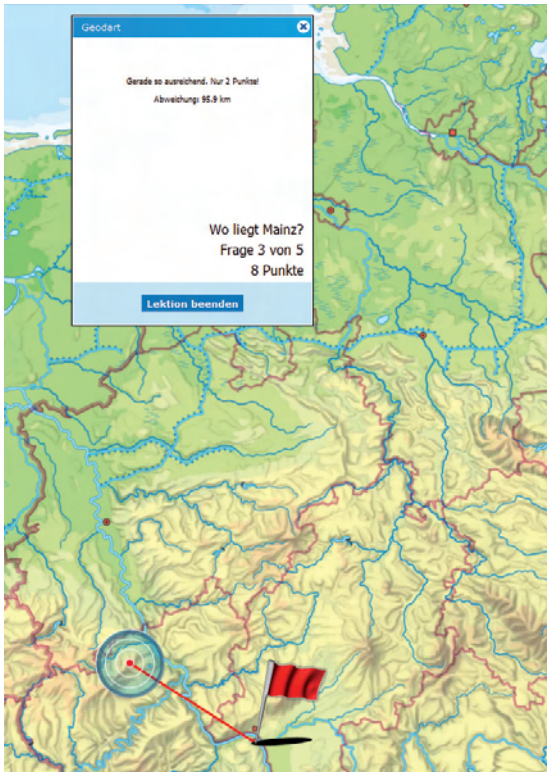 Geodart
Gerade so ausreichend. Nur 2 Punkte!
Abweichung: 95.9 km
Wo liegt Mainz?
Frage 3 von 5
8 Punkte
Lektion beenden